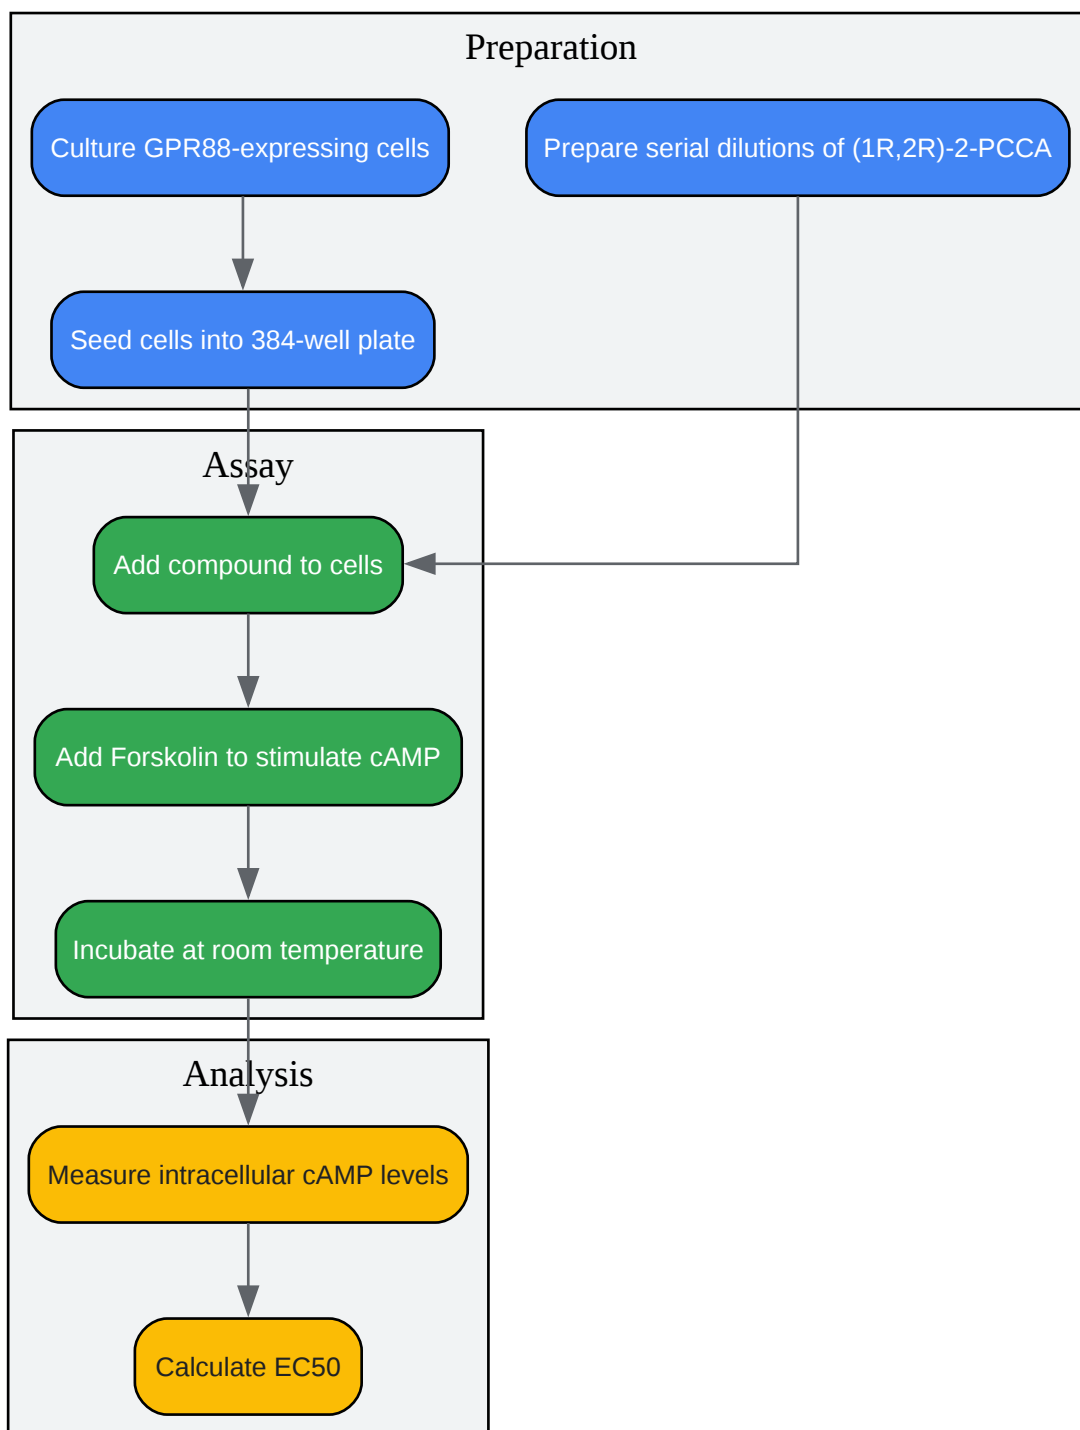 Preparation
Culture GPR88-expressing cells
Prepare serial dilutions of (1R,2R)-2-PCCA
Seed cells into 384-well plate
Assay
Add compound to cells
Add Forskolin to stimulate cAMP
Incubate at room temperature
Analysis
Measure intracellular cAMP levels
Calculate EC50